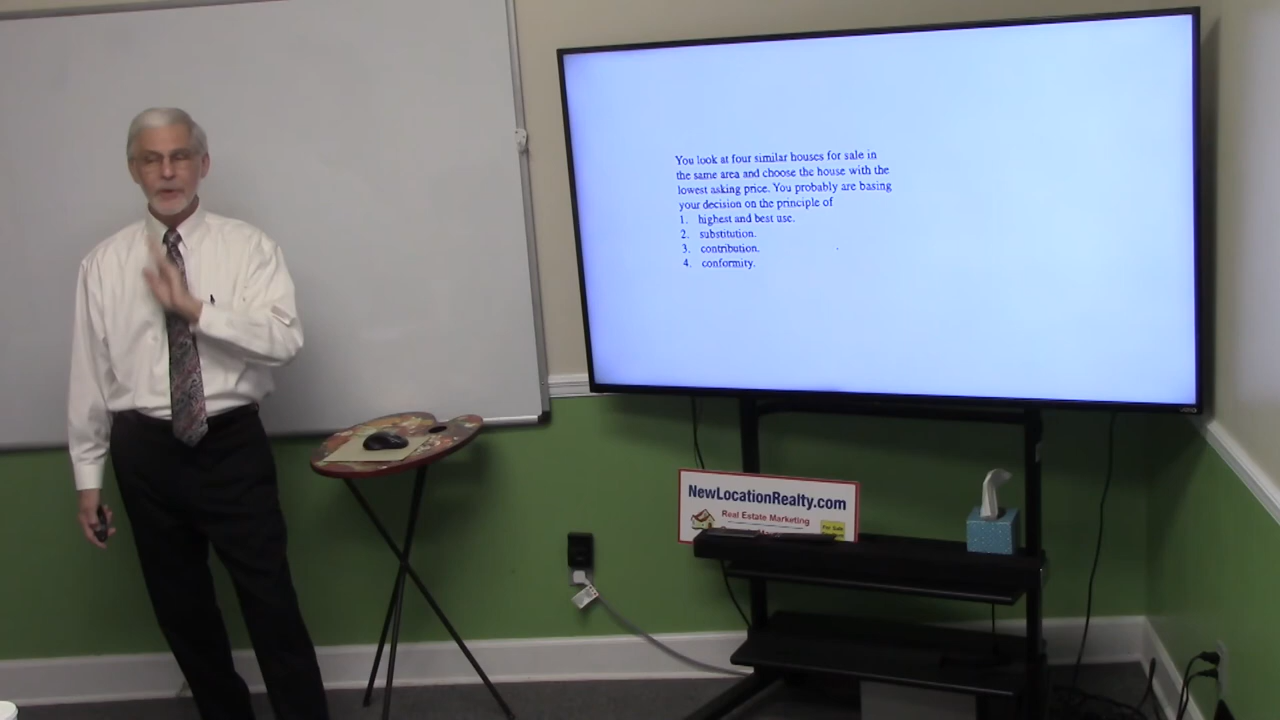 You look at four similar houses for sale in
the same area and choose the house with the
lowest asking price. You probably are basing
your decision on the principle of
1. highest and best use.
2. substitution.
3. contribution.
4. conformity.
NewLocationRealty.com
Real Estate Marketing
For Sale